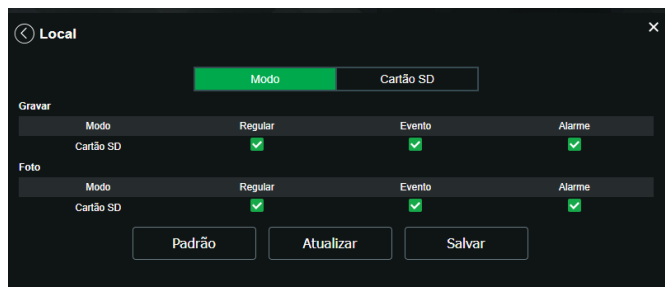 Local
Modo Cartão SD
Gravar
Modo Regular Evento Alarme
Cartão SD
Foto
Modo Regular Evento Alarme
Cartão SD
Padrão Atualizar Salvar